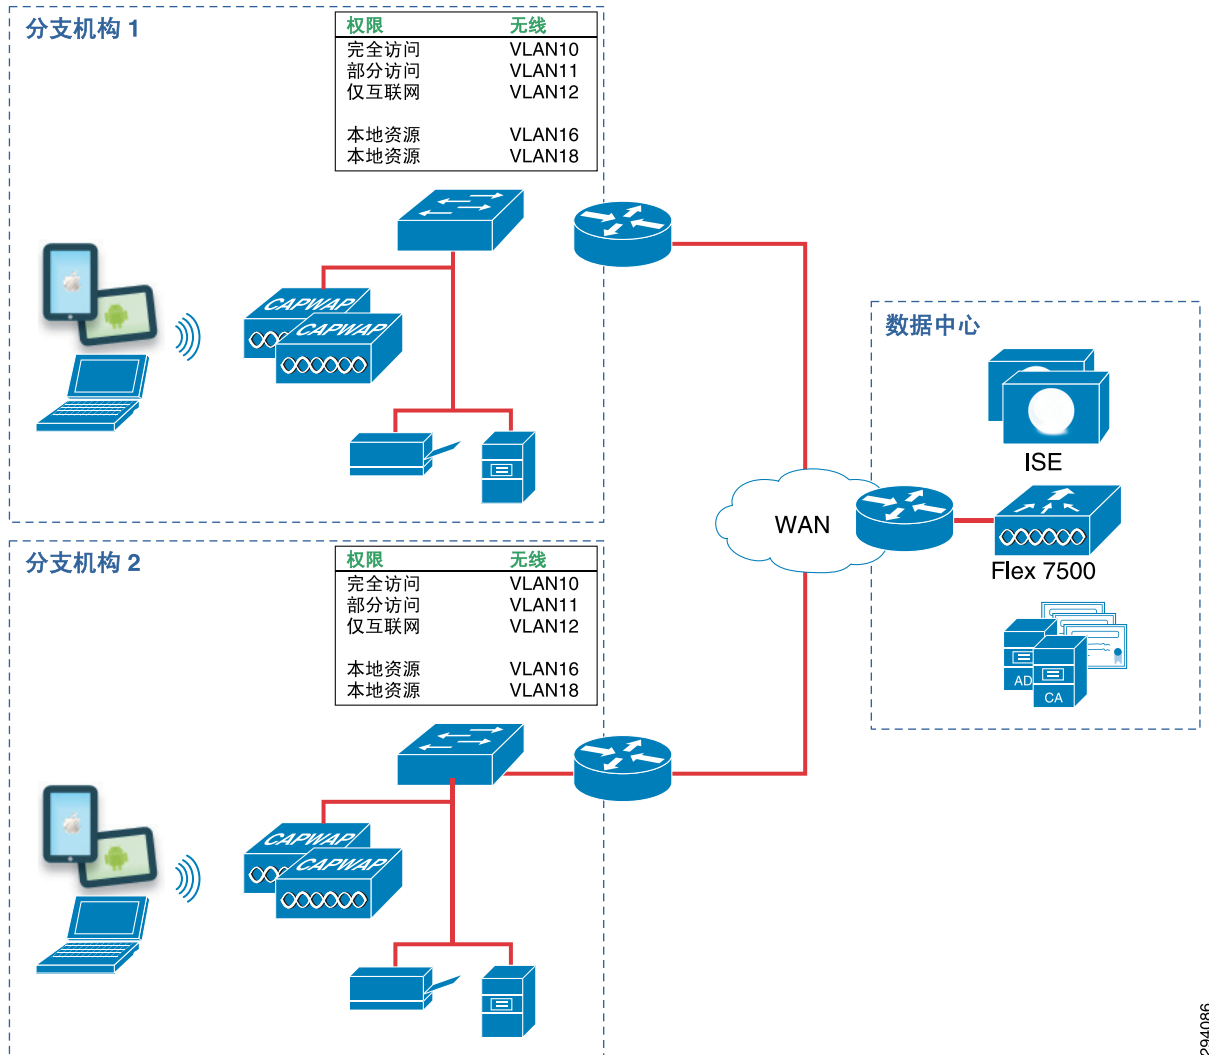 分支机构 1
权限 无线
完全访问 VLAN10
部分访问 VLAN11
仅互联网 VLAN12
本地资源 VLAN16
本地资源 VLAN18
CAPWAP
CAPWAP
数据中心
ISE
WAN
Flex 7500
AD
CA
分支机构 2
权限 无线
完全访问 VLAN10
部分访问 VLAN11
仅互联网 VLAN12
本地资源 VLAN16
本地资源 VLAN18
CAPWAP
CAPWAP
294086